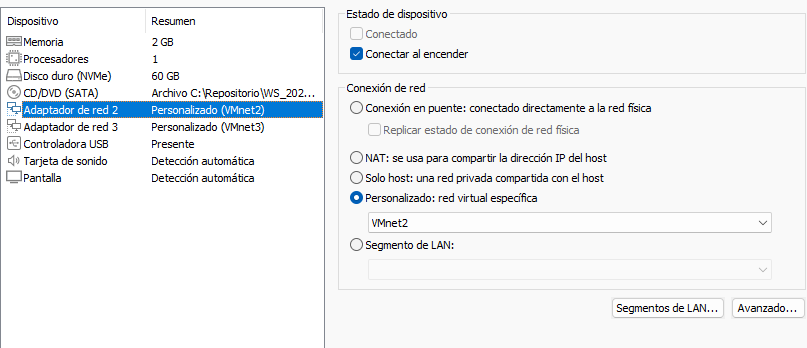 Dispositivo Resumen
Memoria 2 GB
Procesadores 1
Disco duro (NVMe) 60 GB
CD/DVD (SATA) Archivo C:\Repositorio\WS_202...
Adaptador de red 2 Personalizado (VMnet2)
Adaptador de red 3 Personalizado (VMnet3)
Controladora USB Presente
Tarjeta de sonido Detección automática
Pantalla Detección automática
Estado de dispositivo
Conectado
Conectar al encender
Conexión de red
Conexión en puente: conectado directamente a la red física
Replicar estado de conexión de red física
NAT: se usa para compartir la dirección IP del host
Solo host: una red privada compartida con el host
Personalizado: red virtual específica
VMnet2
Segmento de LAN:
Segmentos de LAN... Avanzado...